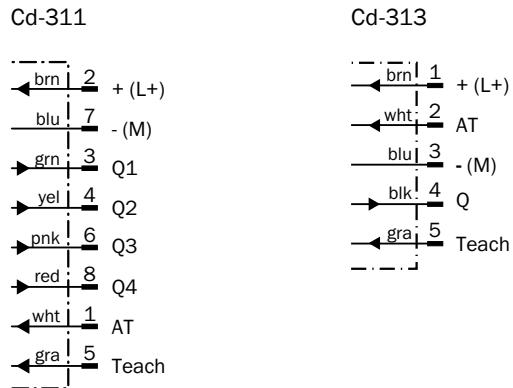 Cd-311
brn 2 + (L+)
blu 7 - (M)
grn 3 Q1
yel 4 Q2
pnk 6 Q3
red 8 Q4
wht 1 AT
gra 5 Teach
Cd-313
brn 1 + (L+)
wht 2 AT
blu 3 - (M)
blk 4 Q
gra 5 Teach